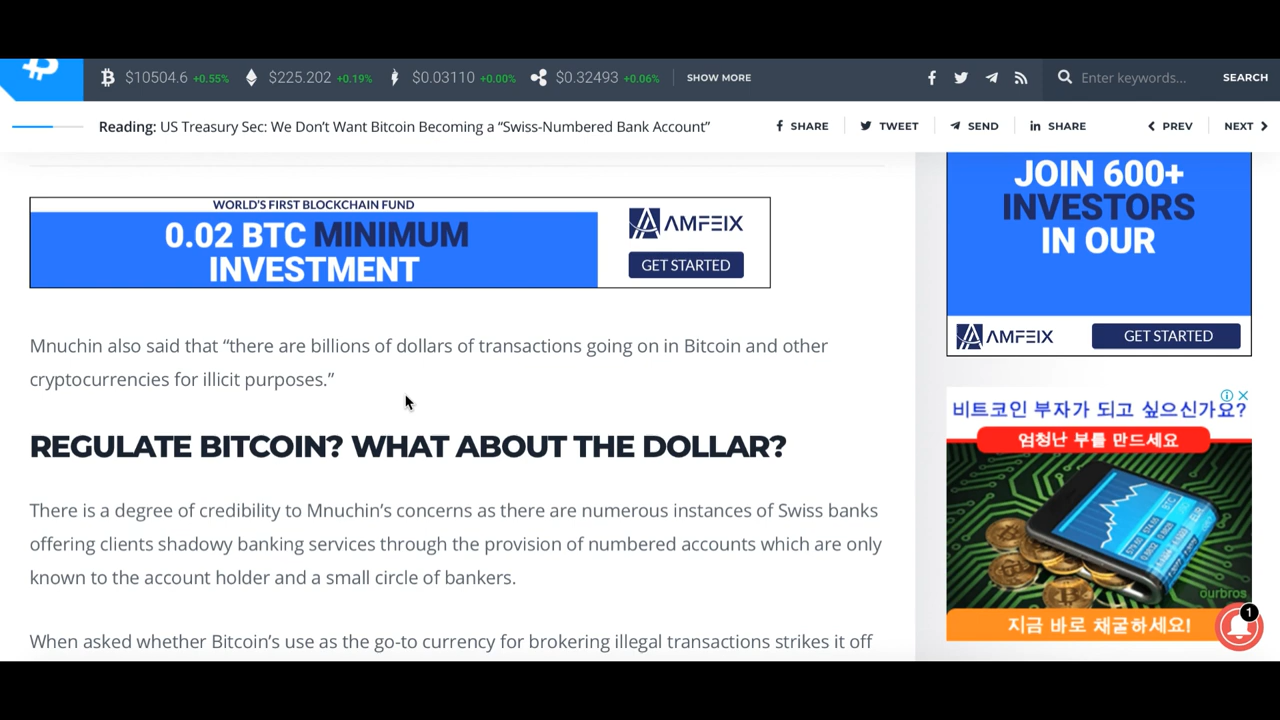 $10504.6 +0.55% $225.202 +0.19% $0.03110 +0.00% $0.32493 +0.06% SHOW MORE Enter keywords... SEARCH
Reading: US Treasury Sec: We Don’t Want Bitcoin Becoming a “Swiss-Numbered Bank Account” SHARE TWEET SEND SHARE PREV NEXT
WORLD'S FIRST BLOCKCHAIN FUND
0.02 BTC MINIMUM
INVESTMENT
AMFEIX
GET STARTED
Mnuchin also said that “there are billions of dollars of transactions going on in Bitcoin and other
cryptocurrencies for illicit purposes.”
REGULATE BITCOIN? WHAT ABOUT THE DOLLAR?
There is a degree of credibility to Mnuchin’s concerns as there are numerous instances of Swiss banks
offering clients shadowy banking services through the provision of numbered accounts which are only
known to the account holder and a small circle of bankers.
When asked whether Bitcoin’s use as the go-to currency for brokering illegal transactions strikes it off
JOIN 600+
INVESTORS
IN OUR
AMFEIX GET STARTED
비트코인 부자가 되고 싶으신가요?
엄청난 부를 만드세요
BTC
ourbros
지금 바로 채굴하세요!
1